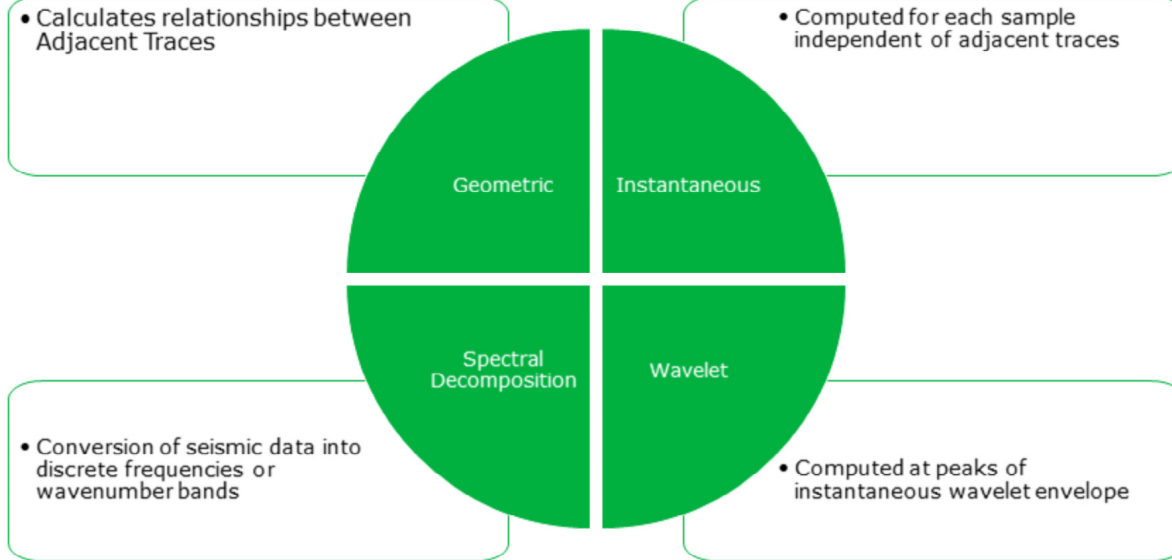 • Calculates relationships between
Adjacent Traces
• Computed for each sample
independent of adjacent traces
Geometric
Instantaneous
Spectral
Decomposition
Wavelet
• Conversion of seismic data into
discrete frequencies or
wavenumber bands
• Computed at peaks of
instantaneous wavelet envelope